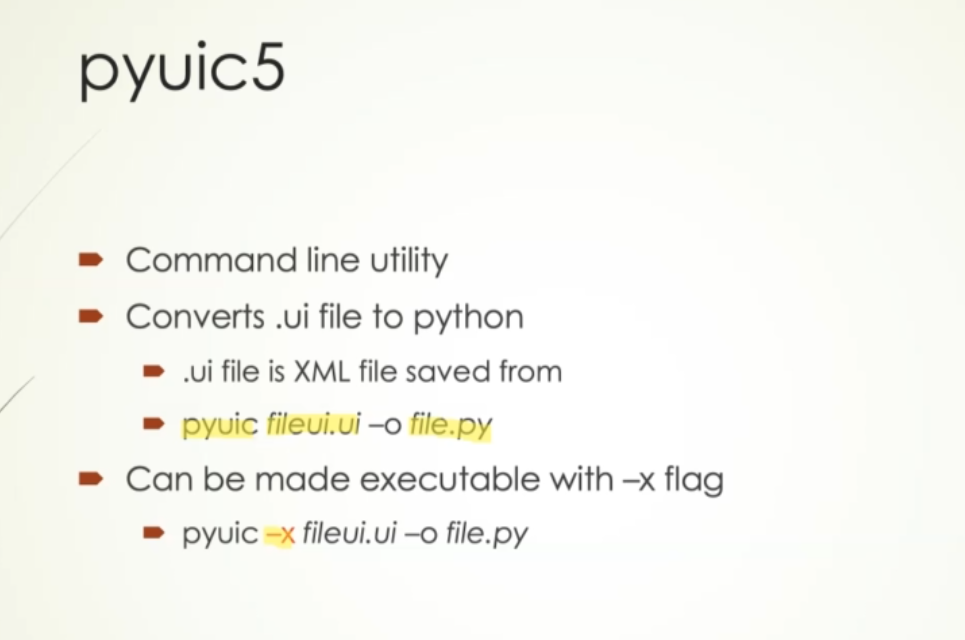 pyuic5
Command line utility
Converts .ui file to python
.ui file is XML file saved from
pyuic fileui.ui –o file.py
Can be made executable with –x flag
pyuic –x fileui.ui –o file.py